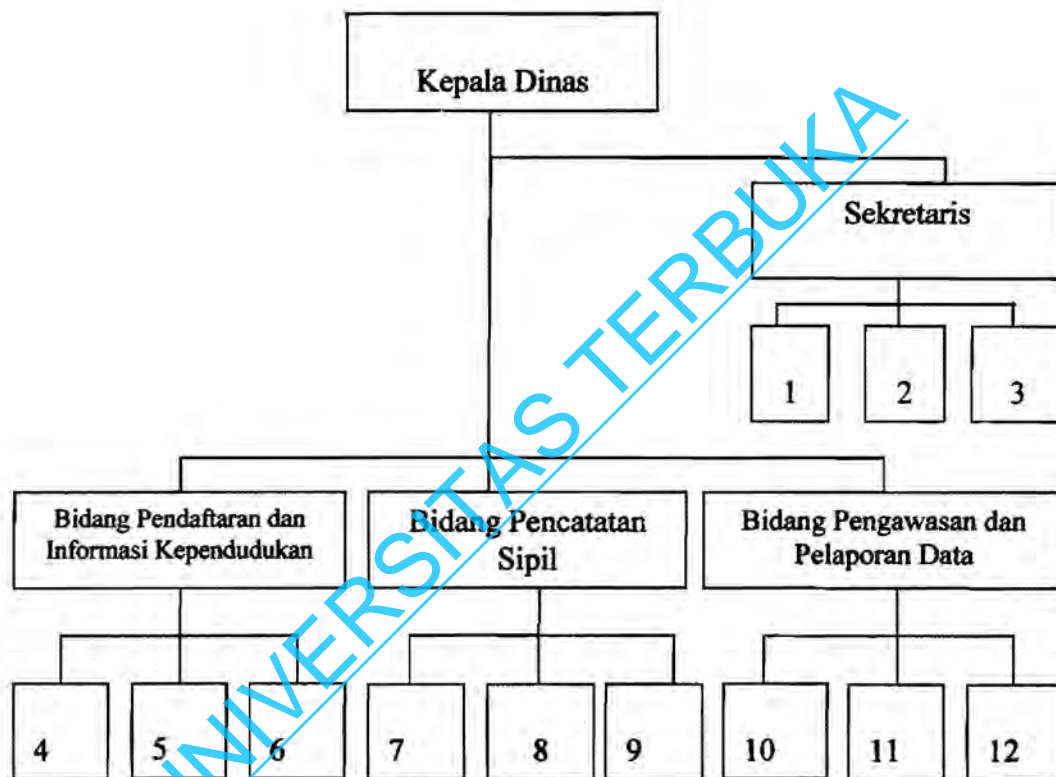 Kepala Dinas
Sekretaris
1 2 3
Bidang Pendaftaran dan
Informasi Kependudukan
Bidang Pencatatan
Sipil
Bidang Pengawasan dan
Pelaporan Data
4 5 6 7 8 9 10 11 12
UNIVERSITAS TERBUKA